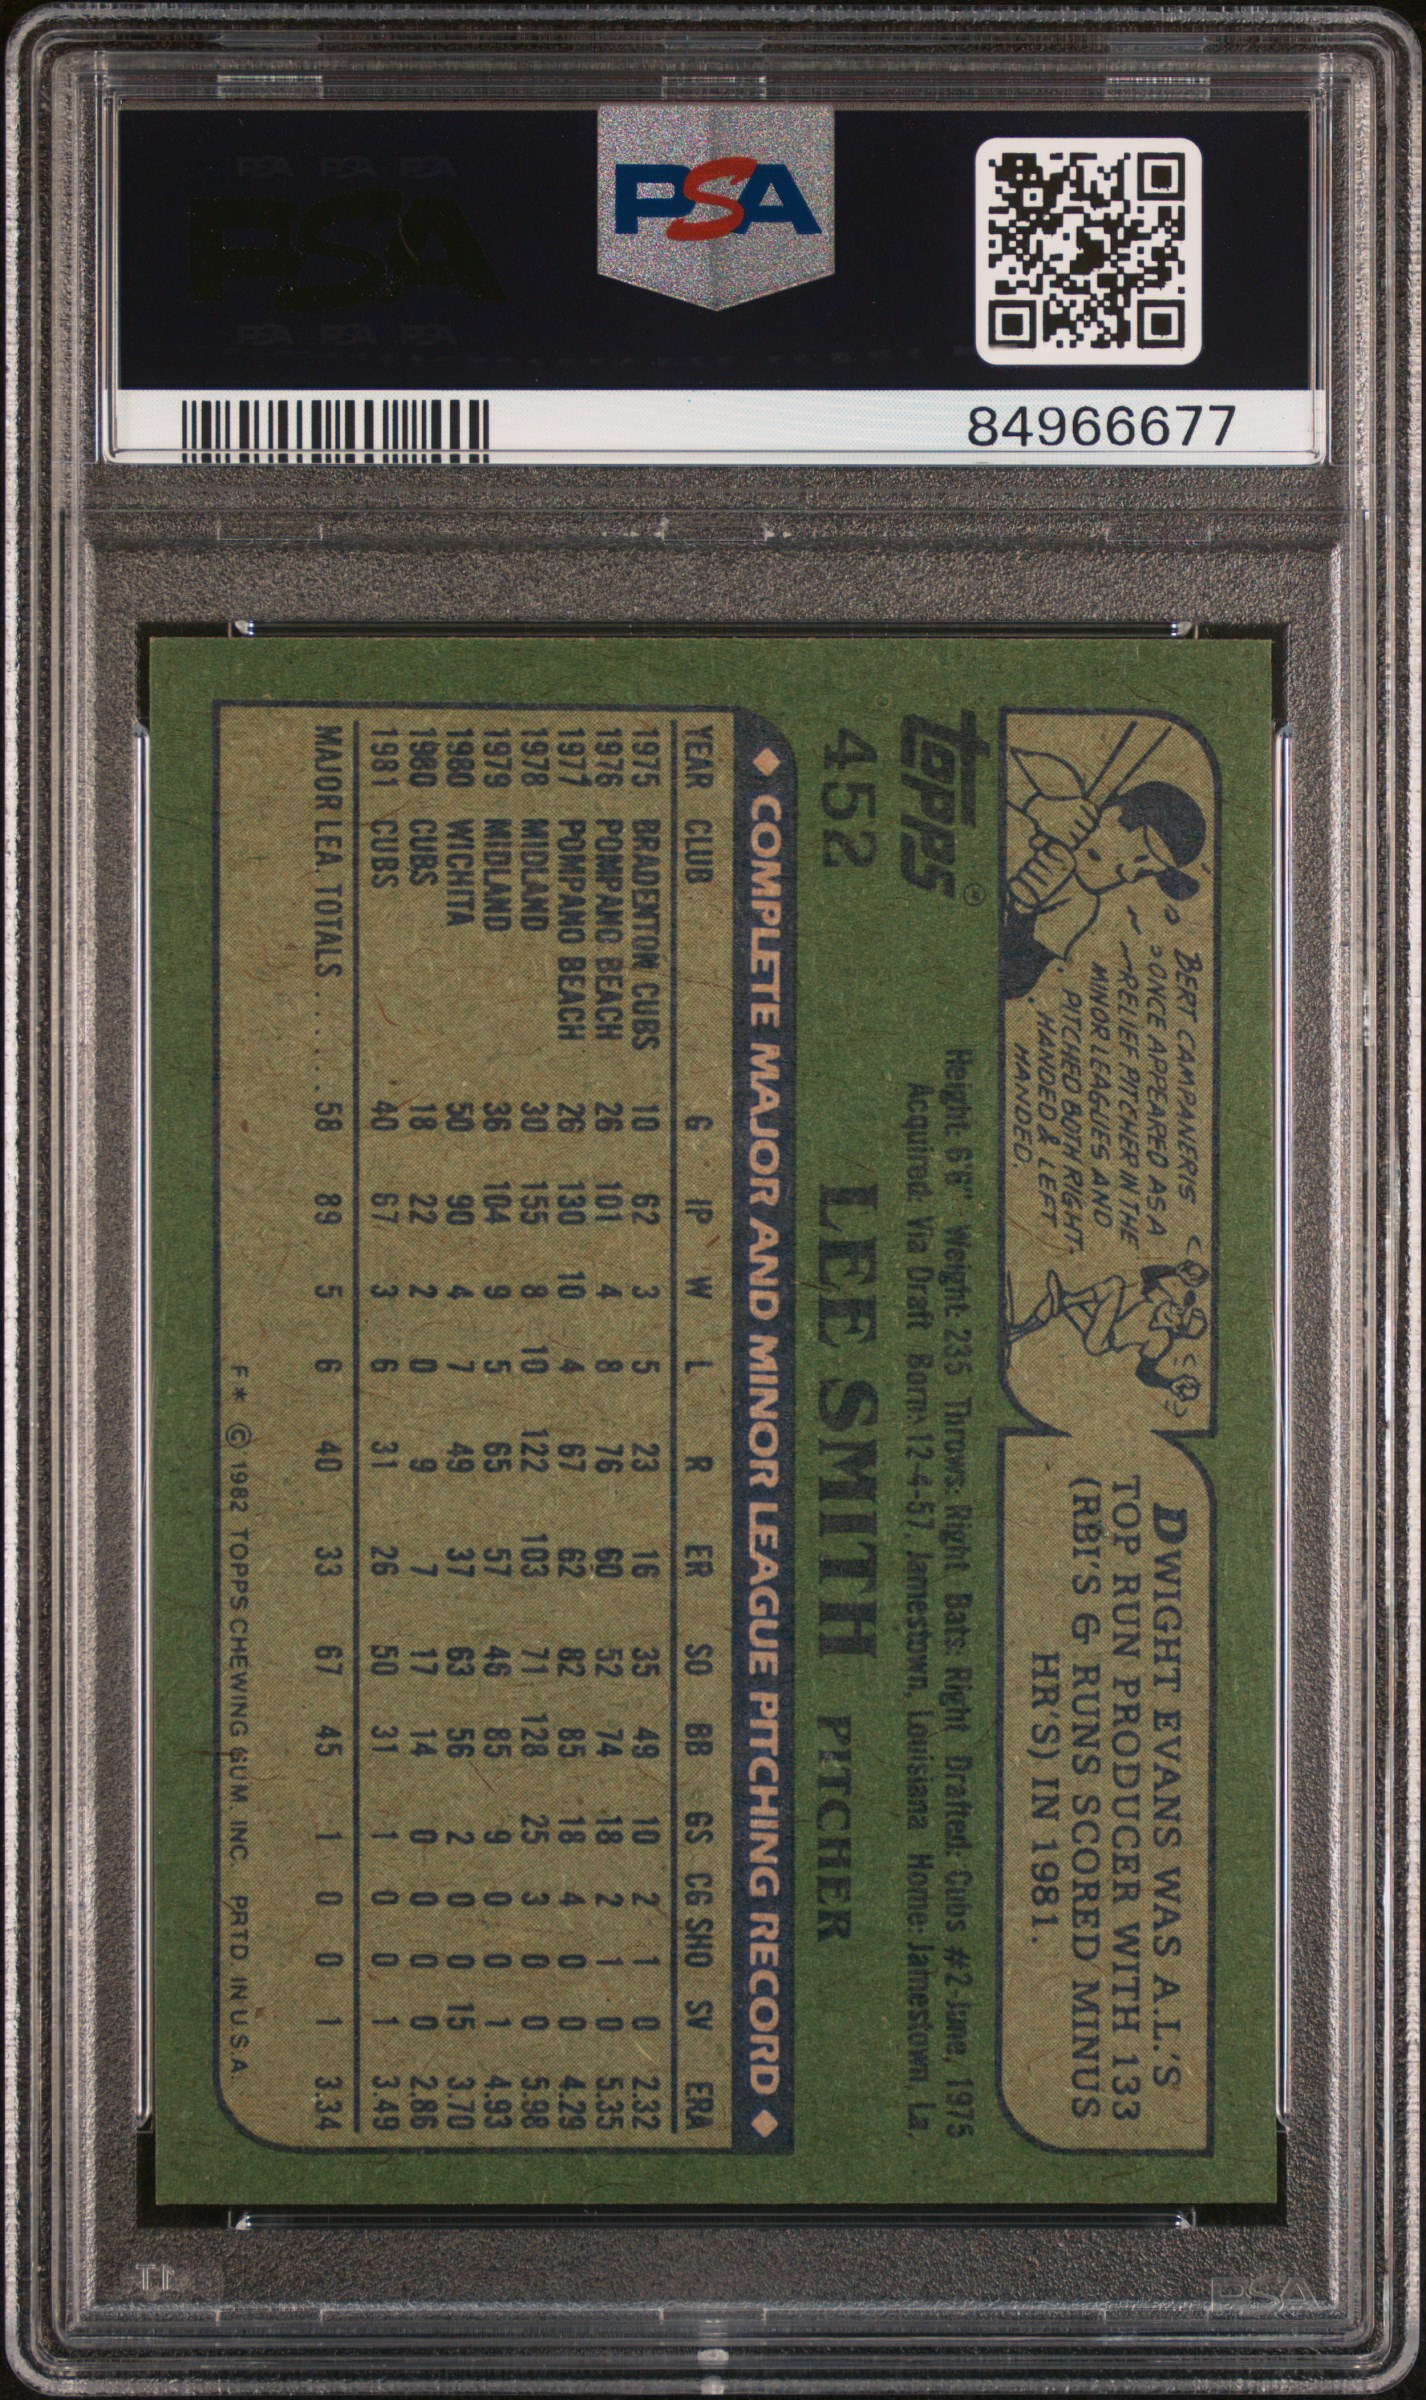 PSA PSA PSA
PSA
PSA PSA PSA
PSA
84966677
BERT CAMPANERIS
ONCE APPEARED AS A
RELIEF PITCHER IN THE
MINOR LEAGUES AND
PITCHED BOTH RIGHT-
HANDED & LEFT
HANDED.
DWIGHT EVANS WAS A.L.'S
TOP RUN PRODUCER WITH 133
(RBI'S & RUNS SCORED MINUS
HR'S) IN 1981.
TOPPS®
452
Height: 6'6" Weight: 235 Throws: Right Bats: Right Drafted: Cubs #2-June, 1975
Acquired: Via Draft Born: 12-4-57, Jamestown, Louisiana Home: Jamestown, La.
LEE SMITH PITCHER
◆ COMPLETE MAJOR AND MINOR LEAGUE PITCHING RECORD ◆
YEAR CLUB G IP W L R ER SO BB GS CG SHO SV ERA
1975 BRADENTON CUBS 10 62 3 5 23 16 35 49 10 2 1 0 2.32
1976 POMPANO BEACH 26 101 4 8 76 60 52 74 18 2 1 0 5.35
1977 POMPANO BEACH 26 130 10 4 67 62 82 85 18 4 0 0 4.29
1978 MIDLAND 30 155 8 10 122 103 71 128 25 3 0 0 5.98
1979 MIDLAND 36 104 9 5 65 57 46 85 9 0 0 1 4.93
1980 WICHITA 50 90 4 7 49 37 63 56 2 0 0 15 3.70
1980 CUBS 18 22 2 0 9 7 17 14 0 0 0 0 2.86
1981 CUBS 40 67 3 6 31 26 50 31 1 0 0 1 3.49
MAJOR LEA. TOTALS . . . . . . 58 89 5 6 40 33 67 45 1 0 0 1 3.34
F* © 1982 TOPPS CHEWING GUM. INC. PRTD. IN U.S.A.
PSA